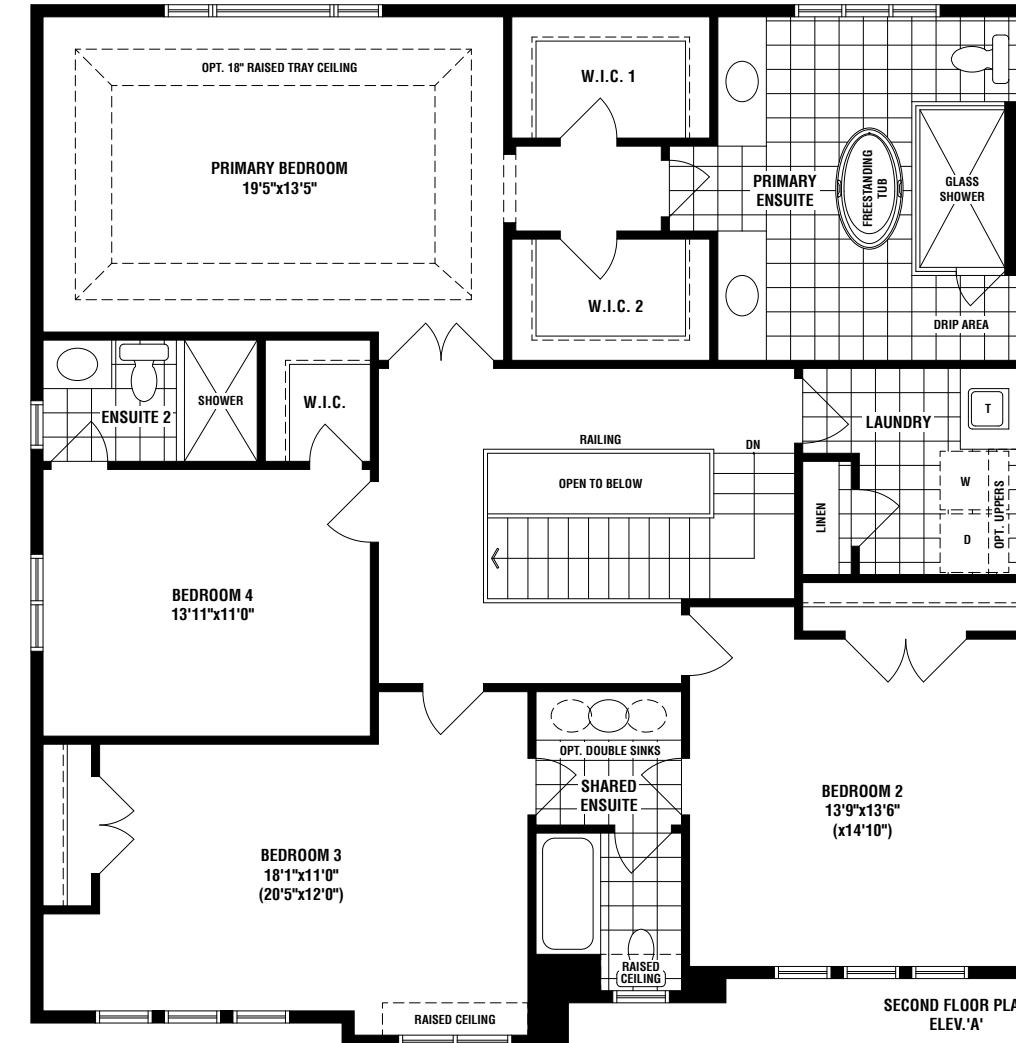 OPT. 18" RAISED TRAY CEILING
PRIMARY BEDROOM
19'5"x13'5"
W.I.C. 1
W.I.C. 2
PRIMARY
ENSUITE
FREESTANDING
TUB
GLASS
SHOWER
DRIP AREA
ENSUITE 2
SHOWER
W.I.C.
RAILING
DN
OPEN TO BELOW
LAUNDRY
T
LINEN
W
D
OPT. UPPERS
BEDROOM 4
13'11"x11'0"
OPT. DOUBLE SINKS
SHARED
ENSUITE
BEDROOM 2
13'9"x13'6"
(x14'10")
BEDROOM 3
18'1"x11'0"
(20'5"x12'0")
RAISED
CEILING
RAISED CEILING
SECOND FLOOR PLA
ELEV.'A'